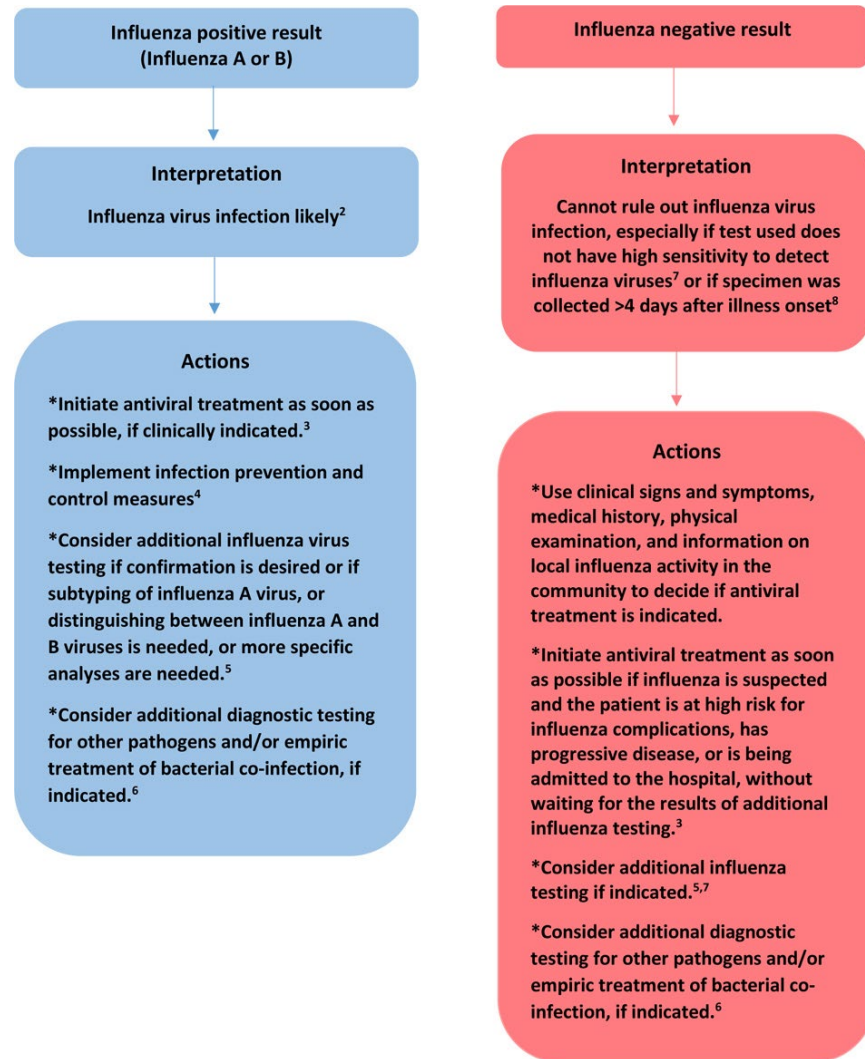 Influenza positive result
(Influenza A or B)
Interpretation
Influenza virus infection likely²
Actions
*Initiate antiviral treatment as soon as
possible, if clinically indicated.³
*Implement infection prevention and
control measures⁴
*Consider additional influenza virus
testing if confirmation is desired or if
subtyping of influenza A virus, or
distinguishing between influenza A and
B viruses is needed, or more specific
analyses are needed.⁵
*Consider additional diagnostic testing
for other pathogens and/or empiric
treatment of bacterial co-infection, if
indicated.⁶
Influenza negative result
Interpretation
Cannot rule out influenza virus
infection, especially if test used does
not have high sensitivity to detect
influenza viruses⁷ or if specimen was
collected >4 days after illness onset⁸
Actions
*Use clinical signs and symptoms,
medical history, physical
examination, and information on
local influenza activity in the
community to decide if antiviral
treatment is indicated.
*Initiate antiviral treatment as soon
as possible if influenza is suspected
and the patient is at high risk for
influenza complications, has
progressive disease, or is being
admitted to the hospital, without
waiting for the results of additional
influenza testing.³
*Consider additional influenza
testing if indicated.⁵,⁷
*Consider additional diagnostic
testing for other pathogens and/or
empiric treatment of bacterial co-
infection, if indicated.⁶